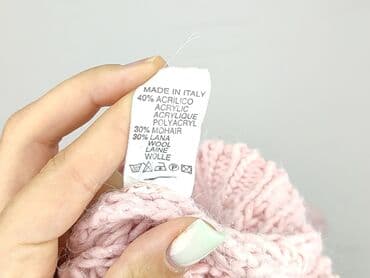 MADE IN ITALY
40% ACRILICO
ACRYLIC
ACRYLIQUE
POLYACRYL
30% MOHAIR
30% LANA
WOOL
LAINE
WOLLE